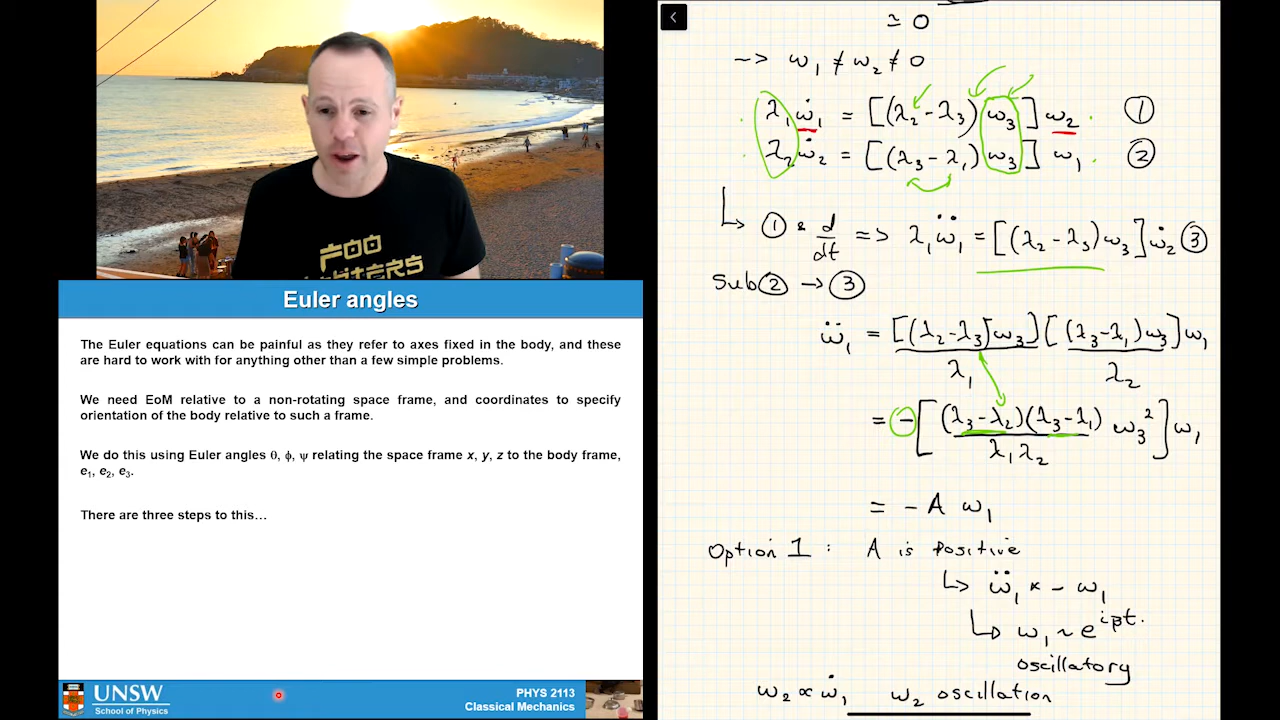 FOO
FIGHTERS
Euler angles
The Euler equations can be painful as they refer to axes fixed in the body, and these
are hard to work with for anything other than a few simple problems.
We need EoM relative to a non-rotating space frame, and coordinates to specify
orientation of the body relative to such a frame.
We do this using Euler angles θ, ϕ, ψ relating the space frame x, y, z to the body frame,
e₁, e₂, e₃.
There are three steps to this…
UNSW
School of Physics
PHYS 2113
Classical Mechanics
≃ 0
–> ω₁ ≠ ω₂ ≠ 0
λ₁ω̇₁ = [(λ₂-λ₃) ω₃] ω₂ ①
λ₂ω̇₂ = [(λ₃-λ₁) ω₃] ω₁ ②
↳ ① & d/dt => λ₁ω̈₁ = [(λ₂-λ₃)ω₃]ω̇₂ ③
Sub ② → ③
ω̈₁ = [(λ₂-λ₃)ω₃]/λ₁ [(λ₃-λ₁)ω₃]/λ₂ ω₁
= -[(λ₃-λ₂)(λ₃-λ₁)/λ₁λ₂ ω₃²]ω₁
= - A ω₁
Option 1 : A is positive
↳ ω̈₁ ∝ - ω₁
↳ ω₁ ~ e^iβt.
oscillatory
ω₂ ∝ ω̇₁ ω₂ oscillation